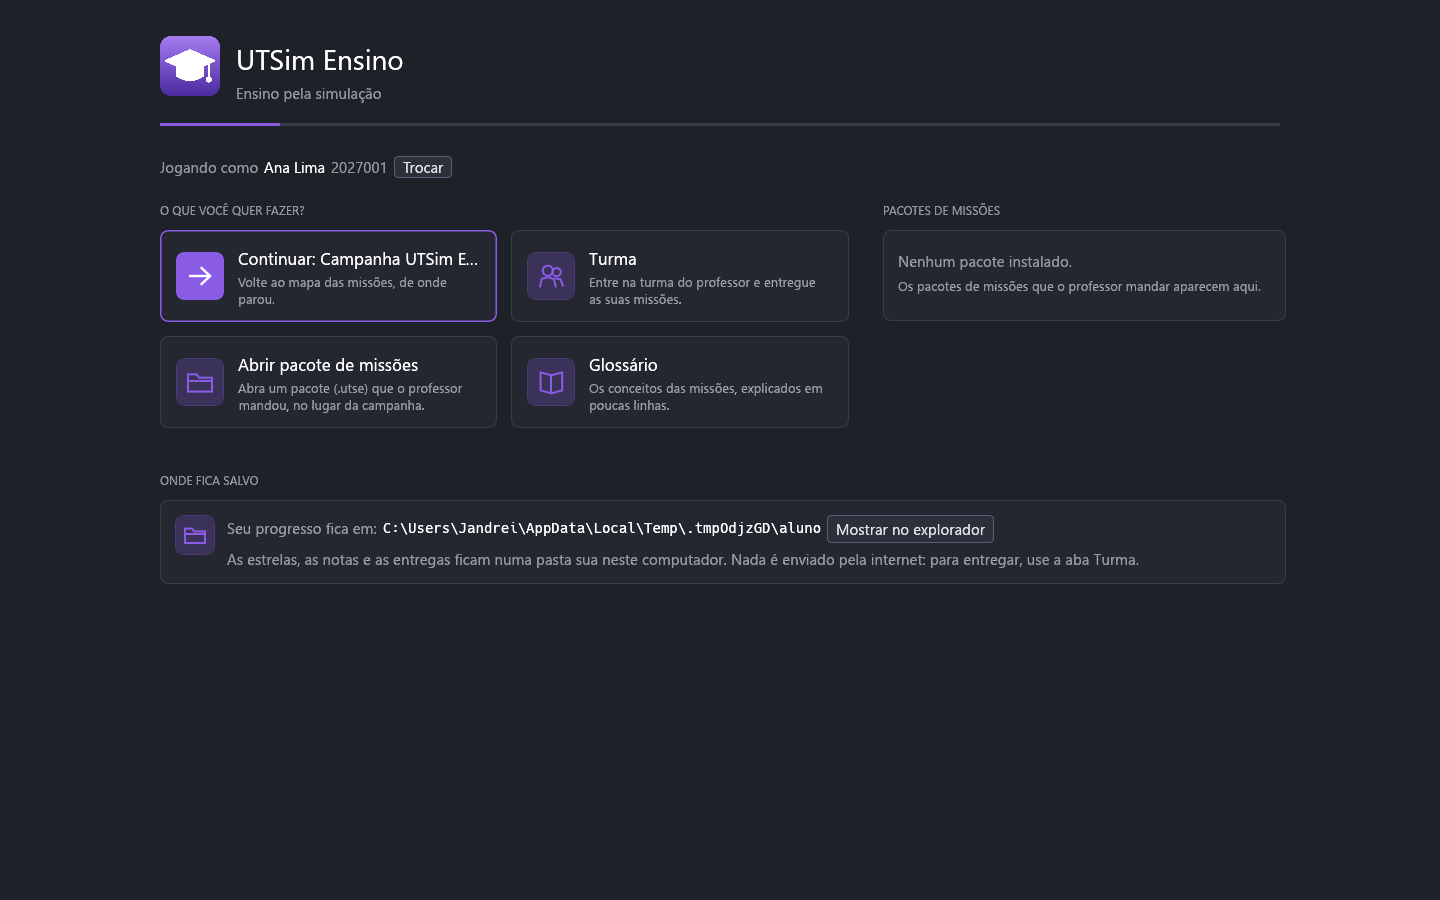 UTSim Ensino
Ensino pela simulação
Jogando como Ana Lima 2027001 Trocar
O QUE VOCÊ QUER FAZER?
Continuar: Campanha UTSim E...
Volte ao mapa das missões, de onde
parou.
Turma
Entre na turma do professor e entregue
as suas missões.
Abrir pacote de missões
Abra um pacote (.utse) que o professor
mandou, no lugar da campanha.
Glossário
Os conceitos das missões, explicados em
poucas linhas.
PACOTES DE MISSÕES
Nenhum pacote instalado.
Os pacotes de missões que o professor mandar aparecem aqui.
ONDE FICA SALVO
Seu progresso fica em: C:\Users\Jandrei\AppData\Local\Temp\.tmpOdjzGD\aluno Mostrar no explorador
As estrelas, as notas e as entregas ficam numa pasta sua neste computador. Nada é enviado pela internet: para entregar, use a aba Turma.